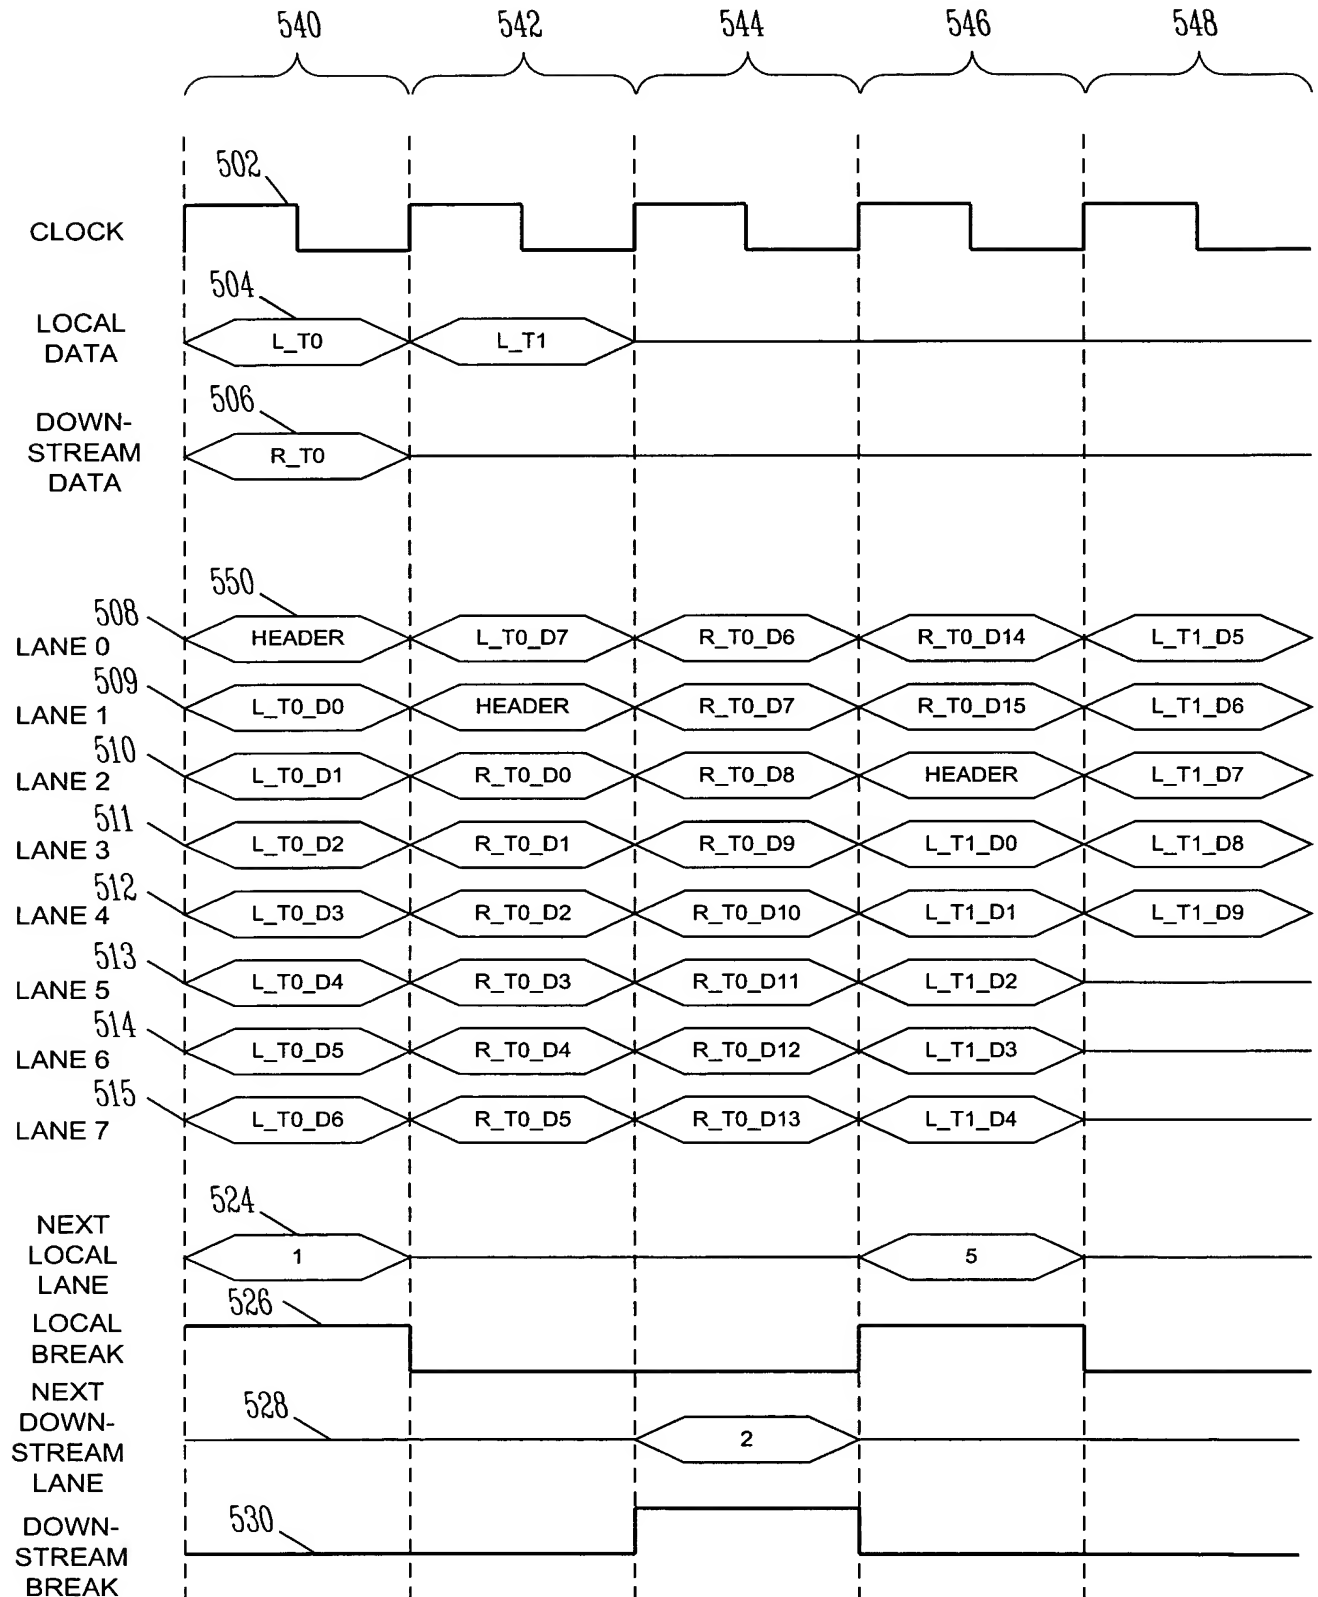 540 542 544 546 548
502
CLOCK
504
LOCAL
DATA
L_T0 L_T1
506
DOWN-
STREAM
DATA
R_T0
550
508
LANE 0 HEADER L_T0_D7 R_T0_D6 R_T0_D14 L_T1_D5
509
LANE 1 L_T0_D0 HEADER R_T0_D7 R_T0_D15 L_T1_D6
510
LANE 2 L_T0_D1 R_T0_D0 R_T0_D8 HEADER L_T1_D7
511
LANE 3 L_T0_D2 R_T0_D1 R_T0_D9 L_T1_D0 L_T1_D8
512
LANE 4 L_T0_D3 R_T0_D2 R_T0_D10 L_T1_D1 L_T1_D9
513
LANE 5 L_T0_D4 R_T0_D3 R_T0_D11 L_T1_D2
514
LANE 6 L_T0_D5 R_T0_D4 R_T0_D12 L_T1_D3
515
LANE 7 L_T0_D6 R_T0_D5 R_T0_D13 L_T1_D4
524
NEXT
LOCAL
LANE
1 5
526
LOCAL
BREAK
NEXT
DOWN-
STREAM
LANE
528
2
530
DOWN-
STREAM
BREAK